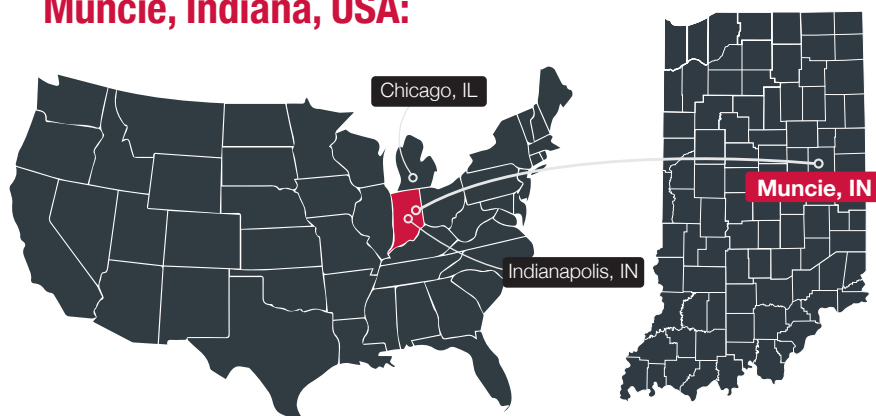 Muncie, Indiana, USA:
Chicago, IL
Muncie, IN
Indianapolis, IN